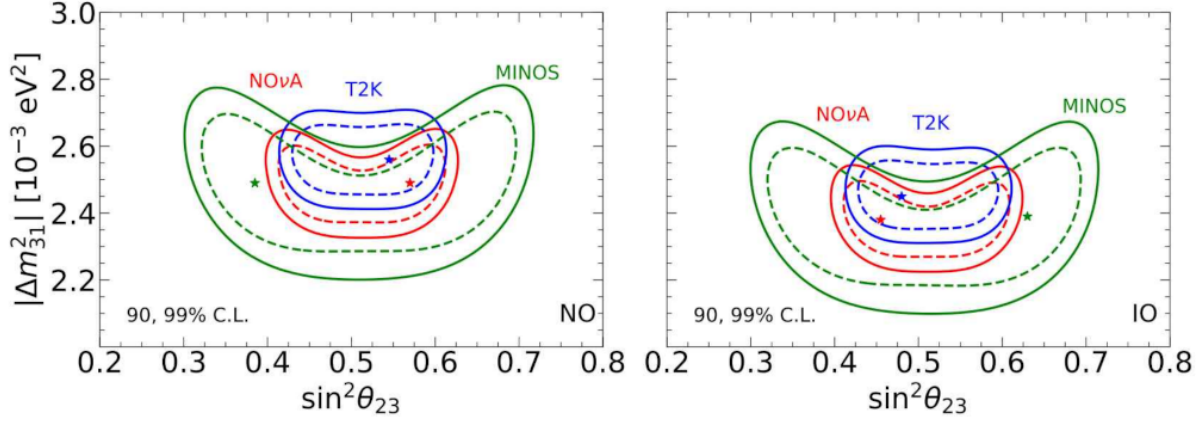 |Δm²₃₁| [10⁻³ eV²]
3.0
2.8
2.6
2.4
2.2
NOνA
T2K
MINOS
90, 99% C.L.
NO
0.2 0.3 0.4 0.5 0.6 0.7 0.8
sin²θ₂₃
NOνA
T2K
MINOS
90, 99% C.L.
IO
0.2 0.3 0.4 0.5 0.6 0.7 0.8
sin²θ₂₃